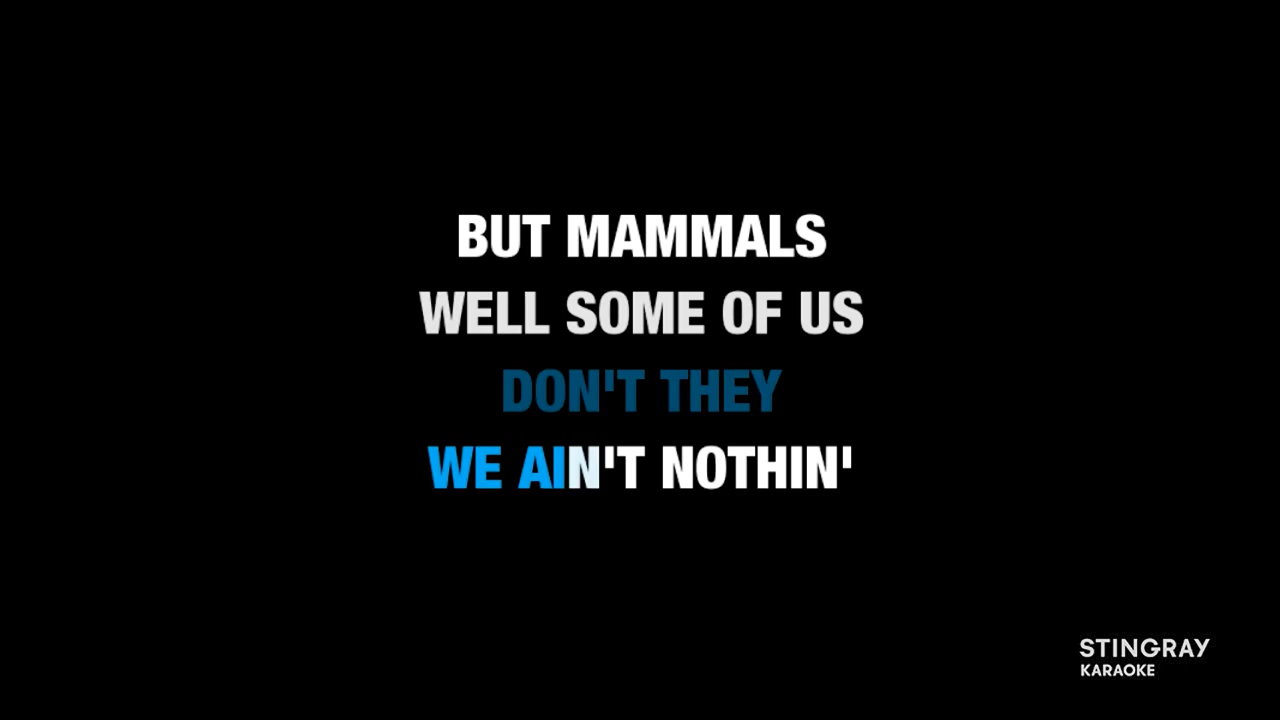 BUT MAMMALS
WELL SOME OF US
DON'T THEY
WE AIN'T NOTHIN'
STINGRAY
KARAOKE